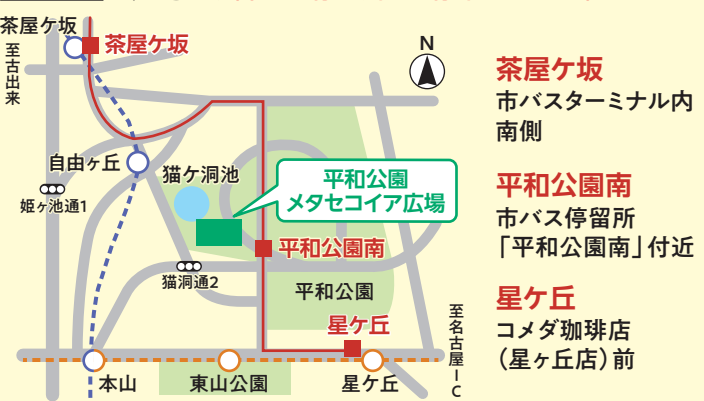 茶屋ケ坂
茶屋ケ坂
至古出来
N
自由ヶ丘
猫ケ洞池
平和公園
メタセコイア広場
姫ヶ池通1
平和公園南
猫洞通2
平和公園
星ケ丘
至名古屋IC
本山
東山公園
星ケ丘
茶屋ケ坂
市バスターミナル内
南側
平和公園南
市バス停留所
「平和公園南」付近
星ケ丘
コメダ珈琲店
（星ヶ丘店）前